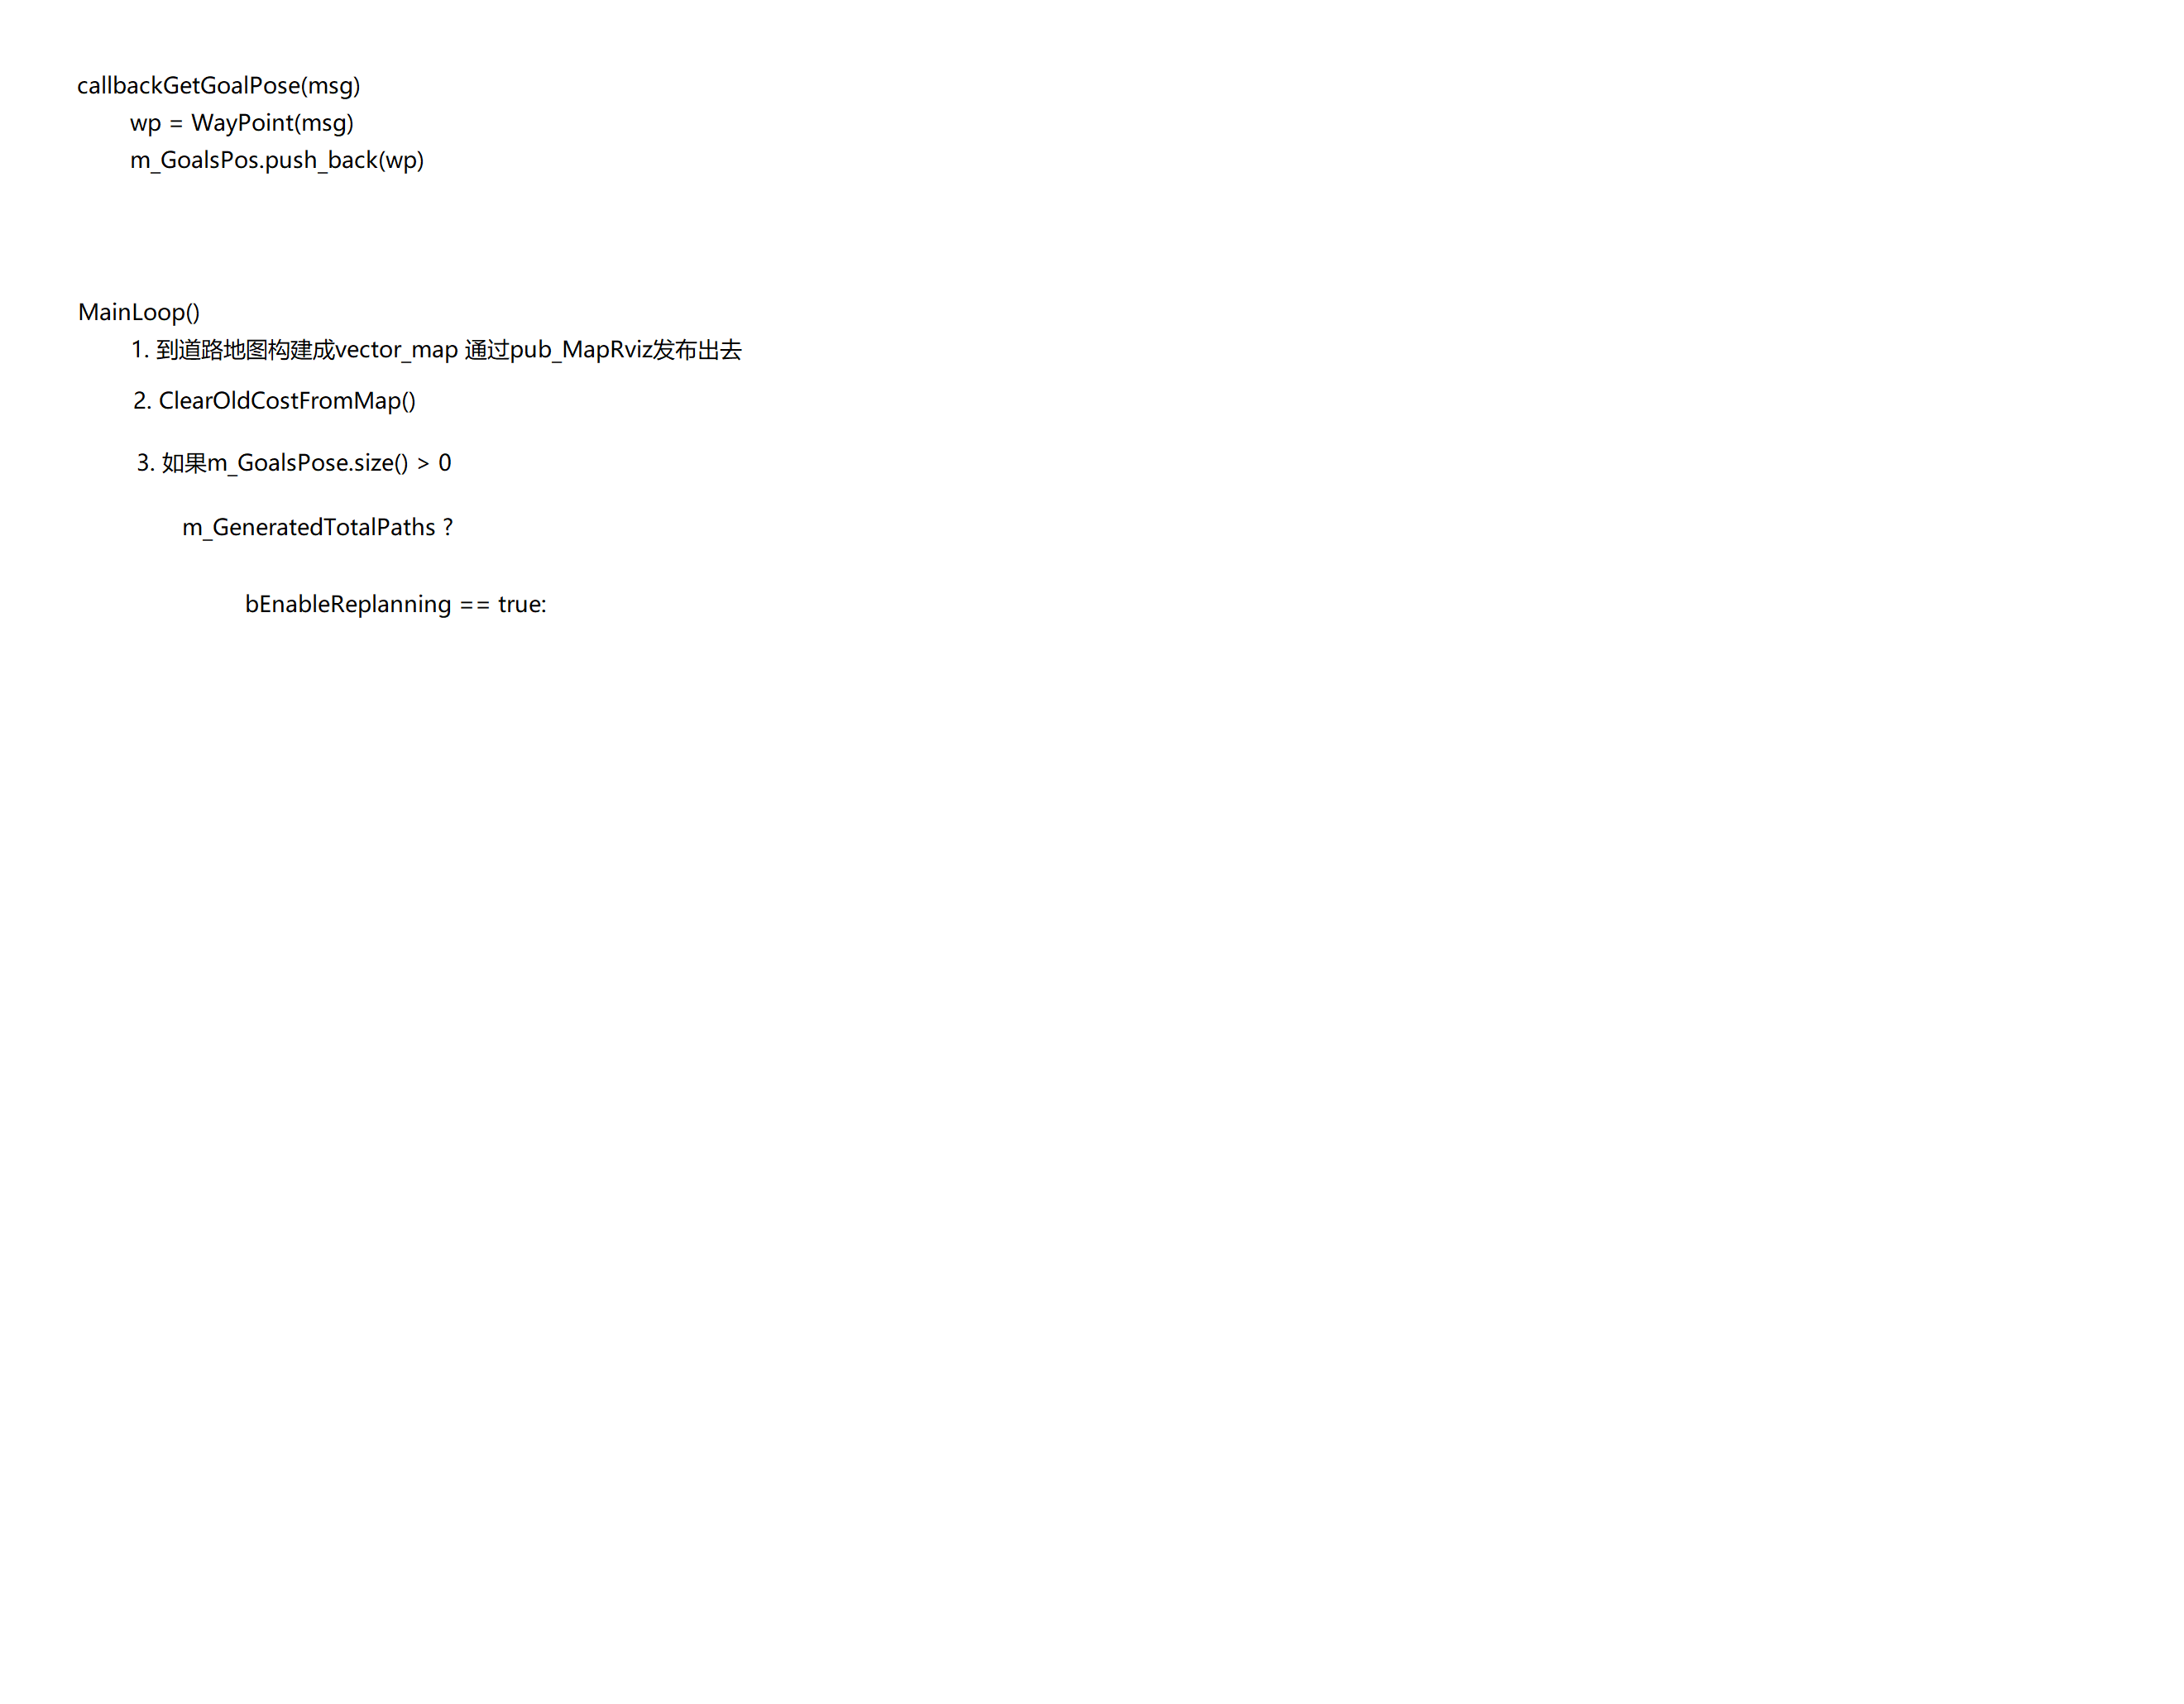 callbackGetGoalPose(msg)
wp = WayPoint(msg)
m_GoalsPos.push_back(wp)
MainLoop()
1. 到道路地图构建成vector_map 通过pub_MapRviz发布出去
2. ClearOldCostFromMap()
3. 如果m_GoalsPose.size() > 0
m_GeneratedTotalPaths ?
bEnableReplanning == true: